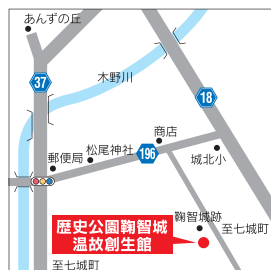 あんずの丘
37
木野川
18
商店
松尾神社
196
城北小
郵便局
歴史公園鞠智城
温故創生館
鞠智城跡
至七城町
至七城町